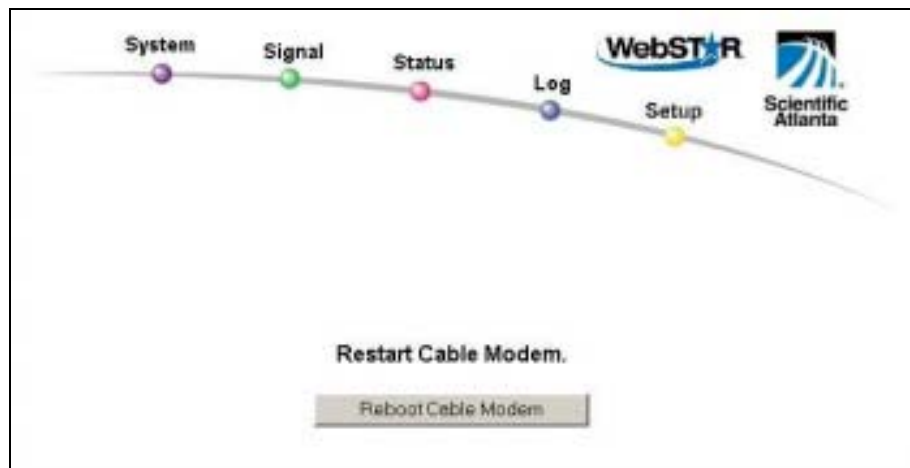 System
Signal
Status
Log
Setup
WebSTAR
Scientific
Atlanta
Restart Cable Modem.
Reboot Cable Modem